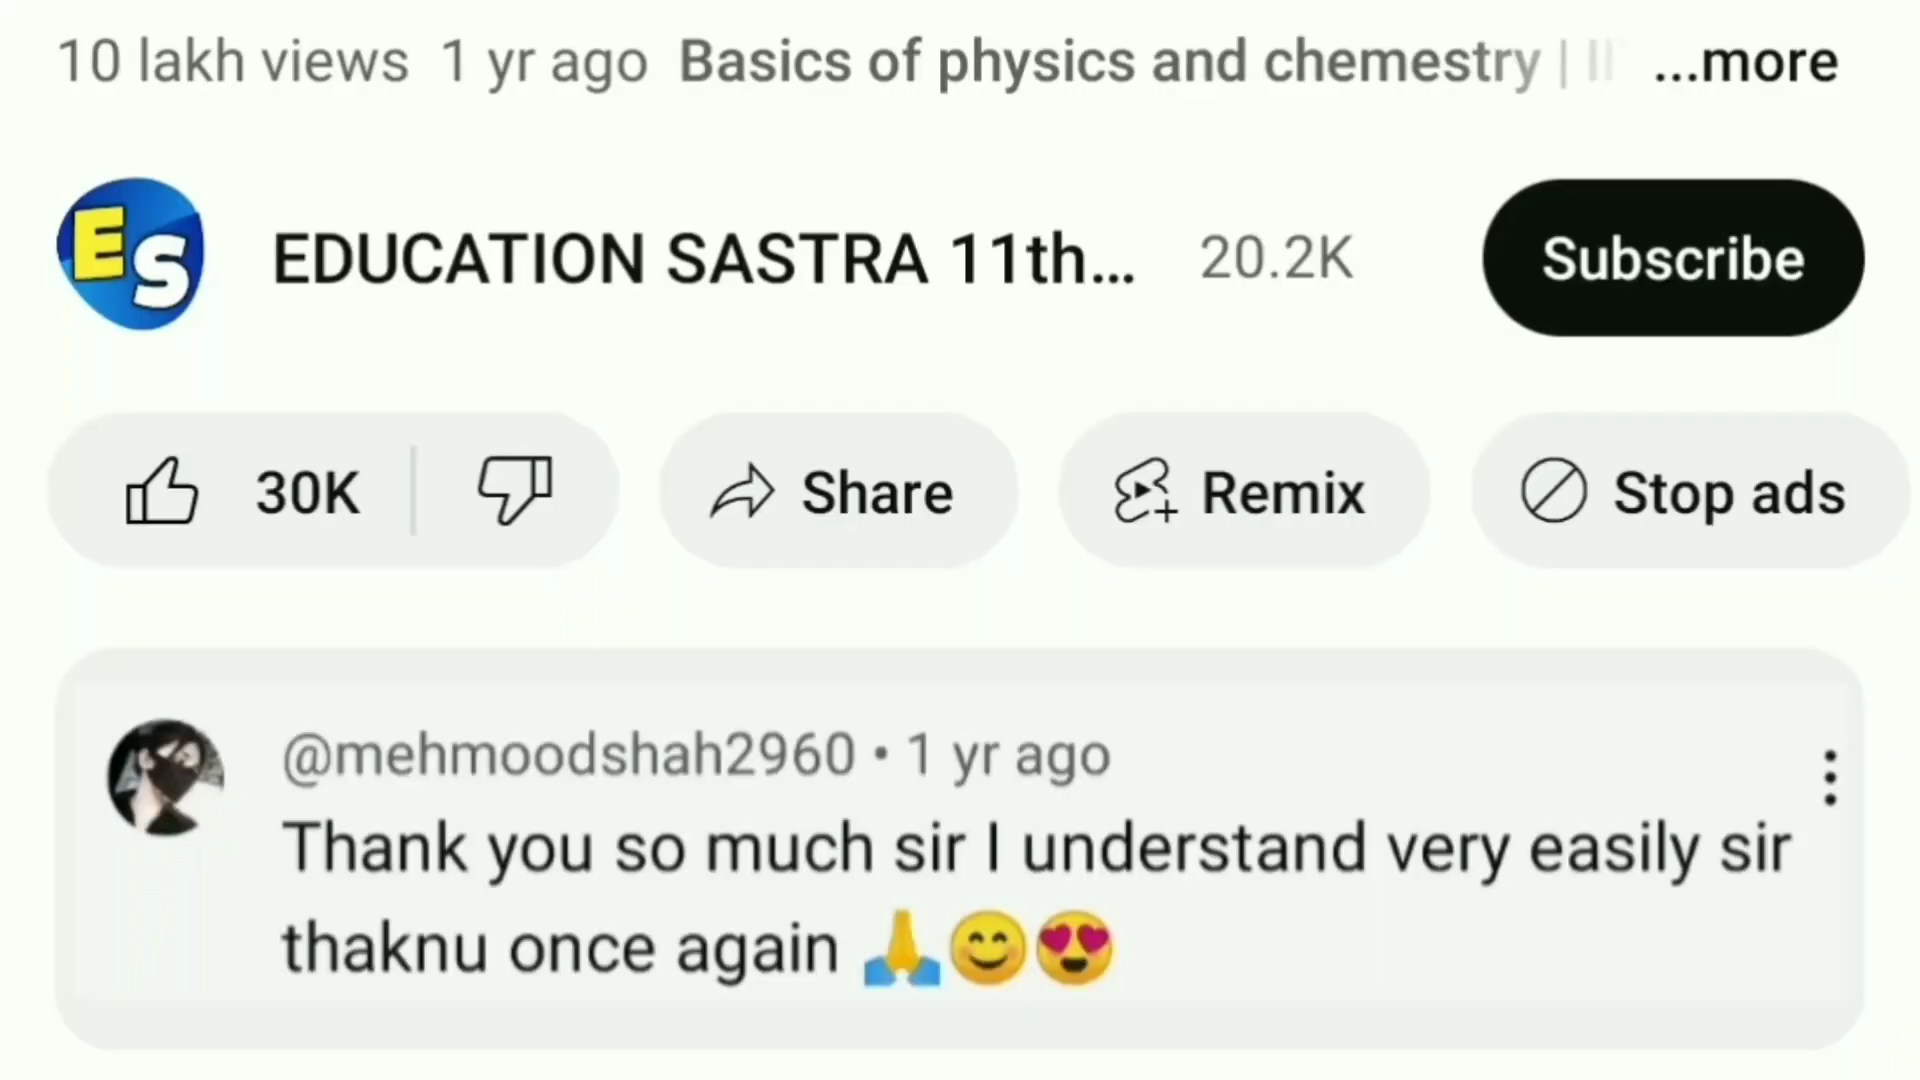 10 lakh views 1 yr ago Basics of physics and chemestry | ...more
ES EDUCATION SASTRA 11th... 20.2K Subscribe
30K Share Remix Stop ads
@mehmoodshah2960 • 1 yr ago
Thank you so much sir I understand very easily sir
thaknu once again 🙏😊😍